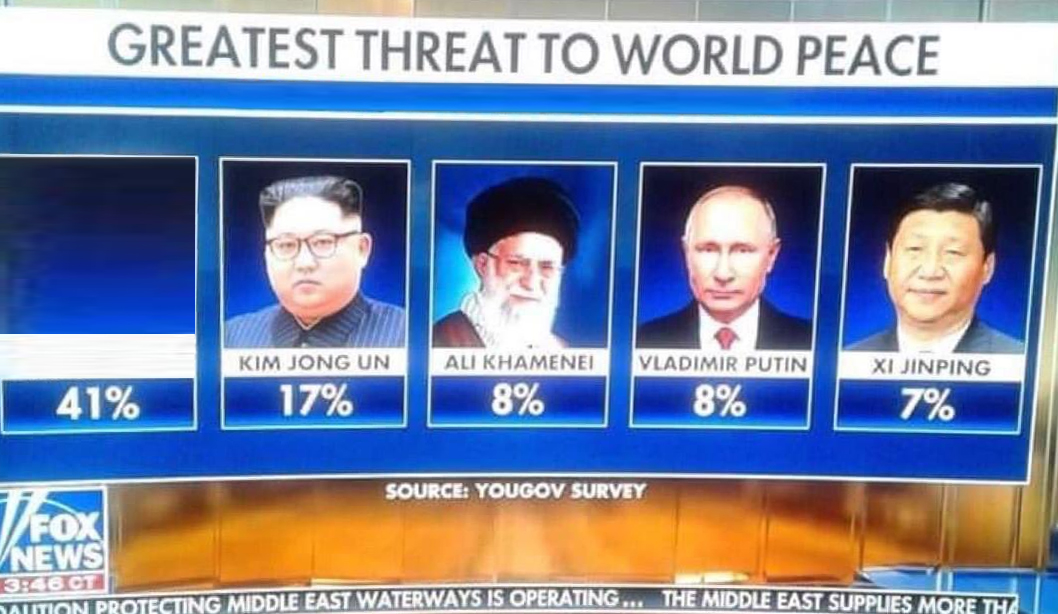 GREATEST THREAT TO WORLD PEACE
41%
KIM JONG UN
17%
ALI KHAMENEI
8%
VLADIMIR PUTIN
8%
XI JINPING
7%
SOURCE: YOUGOV SURVEY
FOX
NEWS
3:46 CT
PROTECTING MIDDLE EAST WATERWAYS IS OPERATING... THE MIDDLE EAST SUPPLIES MORE